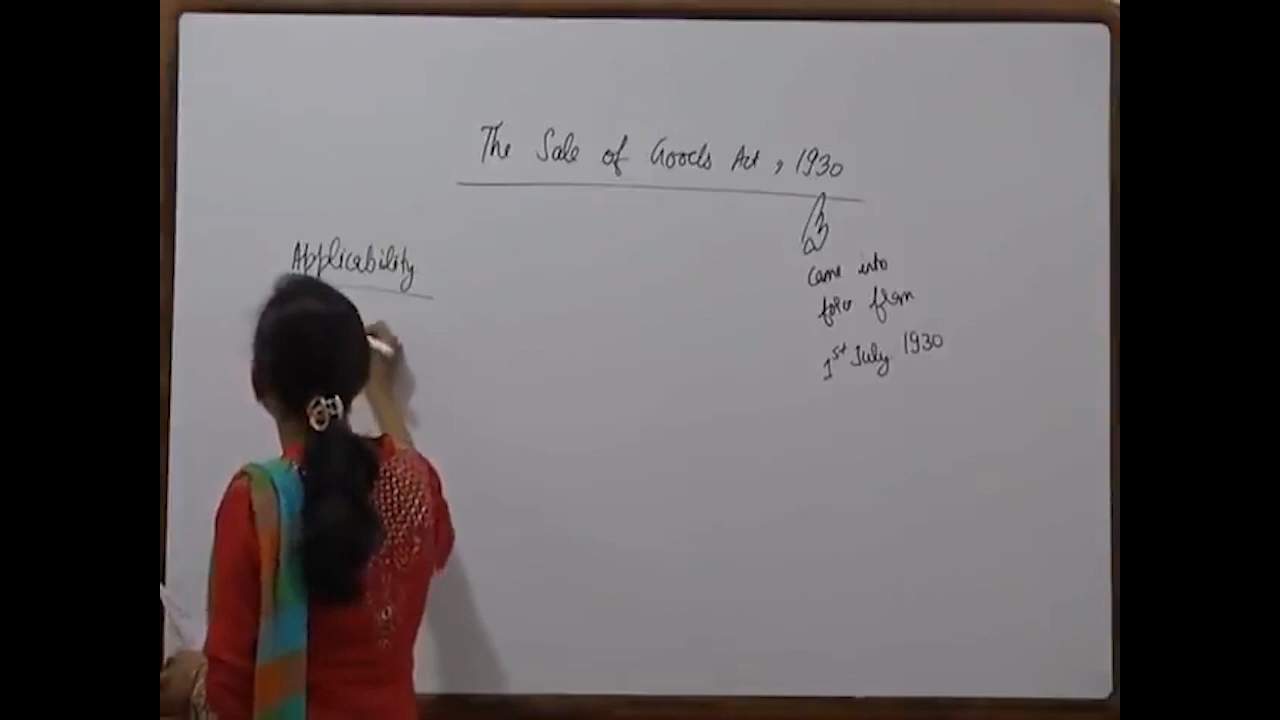 The Sale of Goods Act, 1930
Applicability
came into
force from
1st July 1930